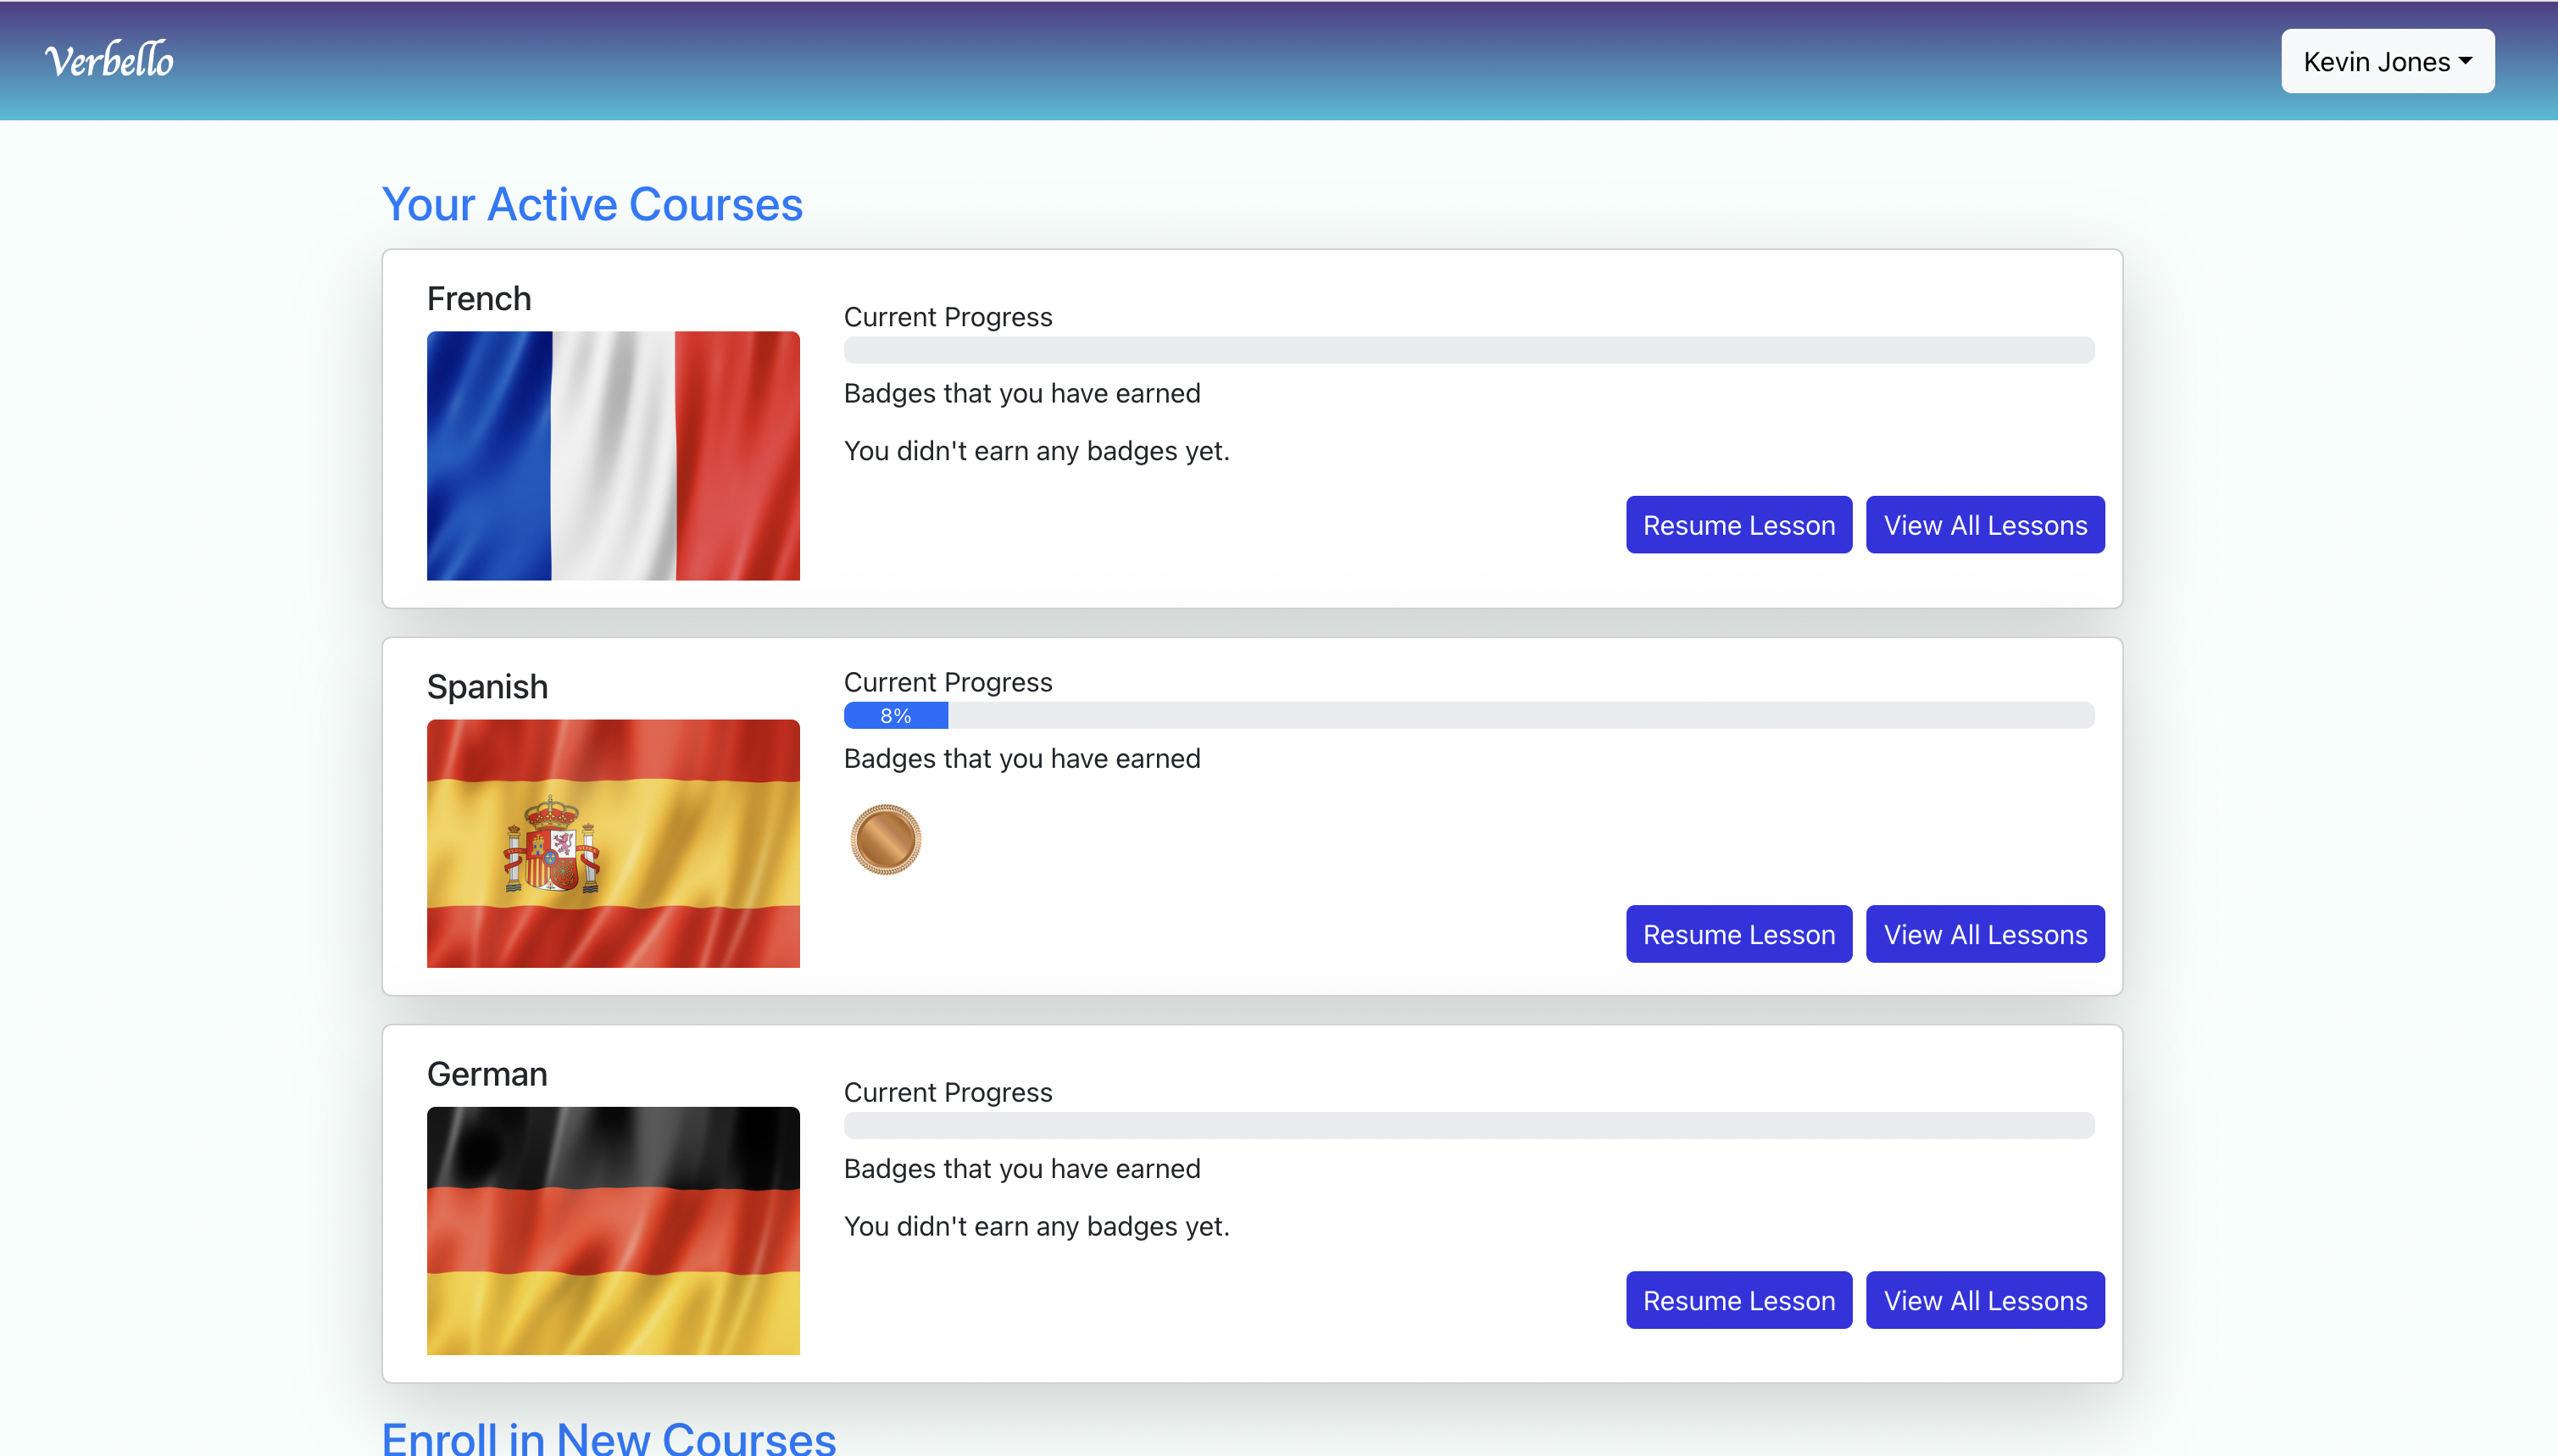 Verbello
Kevin Jones
Your Active Courses
French
Current Progress
Badges that you have earned
You didn't earn any badges yet.
Resume Lesson
View All Lessons
Spanish
Current Progress
8%
Badges that you have earned
Resume Lesson
View All Lessons
German
Current Progress
Badges that you have earned
You didn't earn any badges yet.
Resume Lesson
View All Lessons
Enroll in New Courses